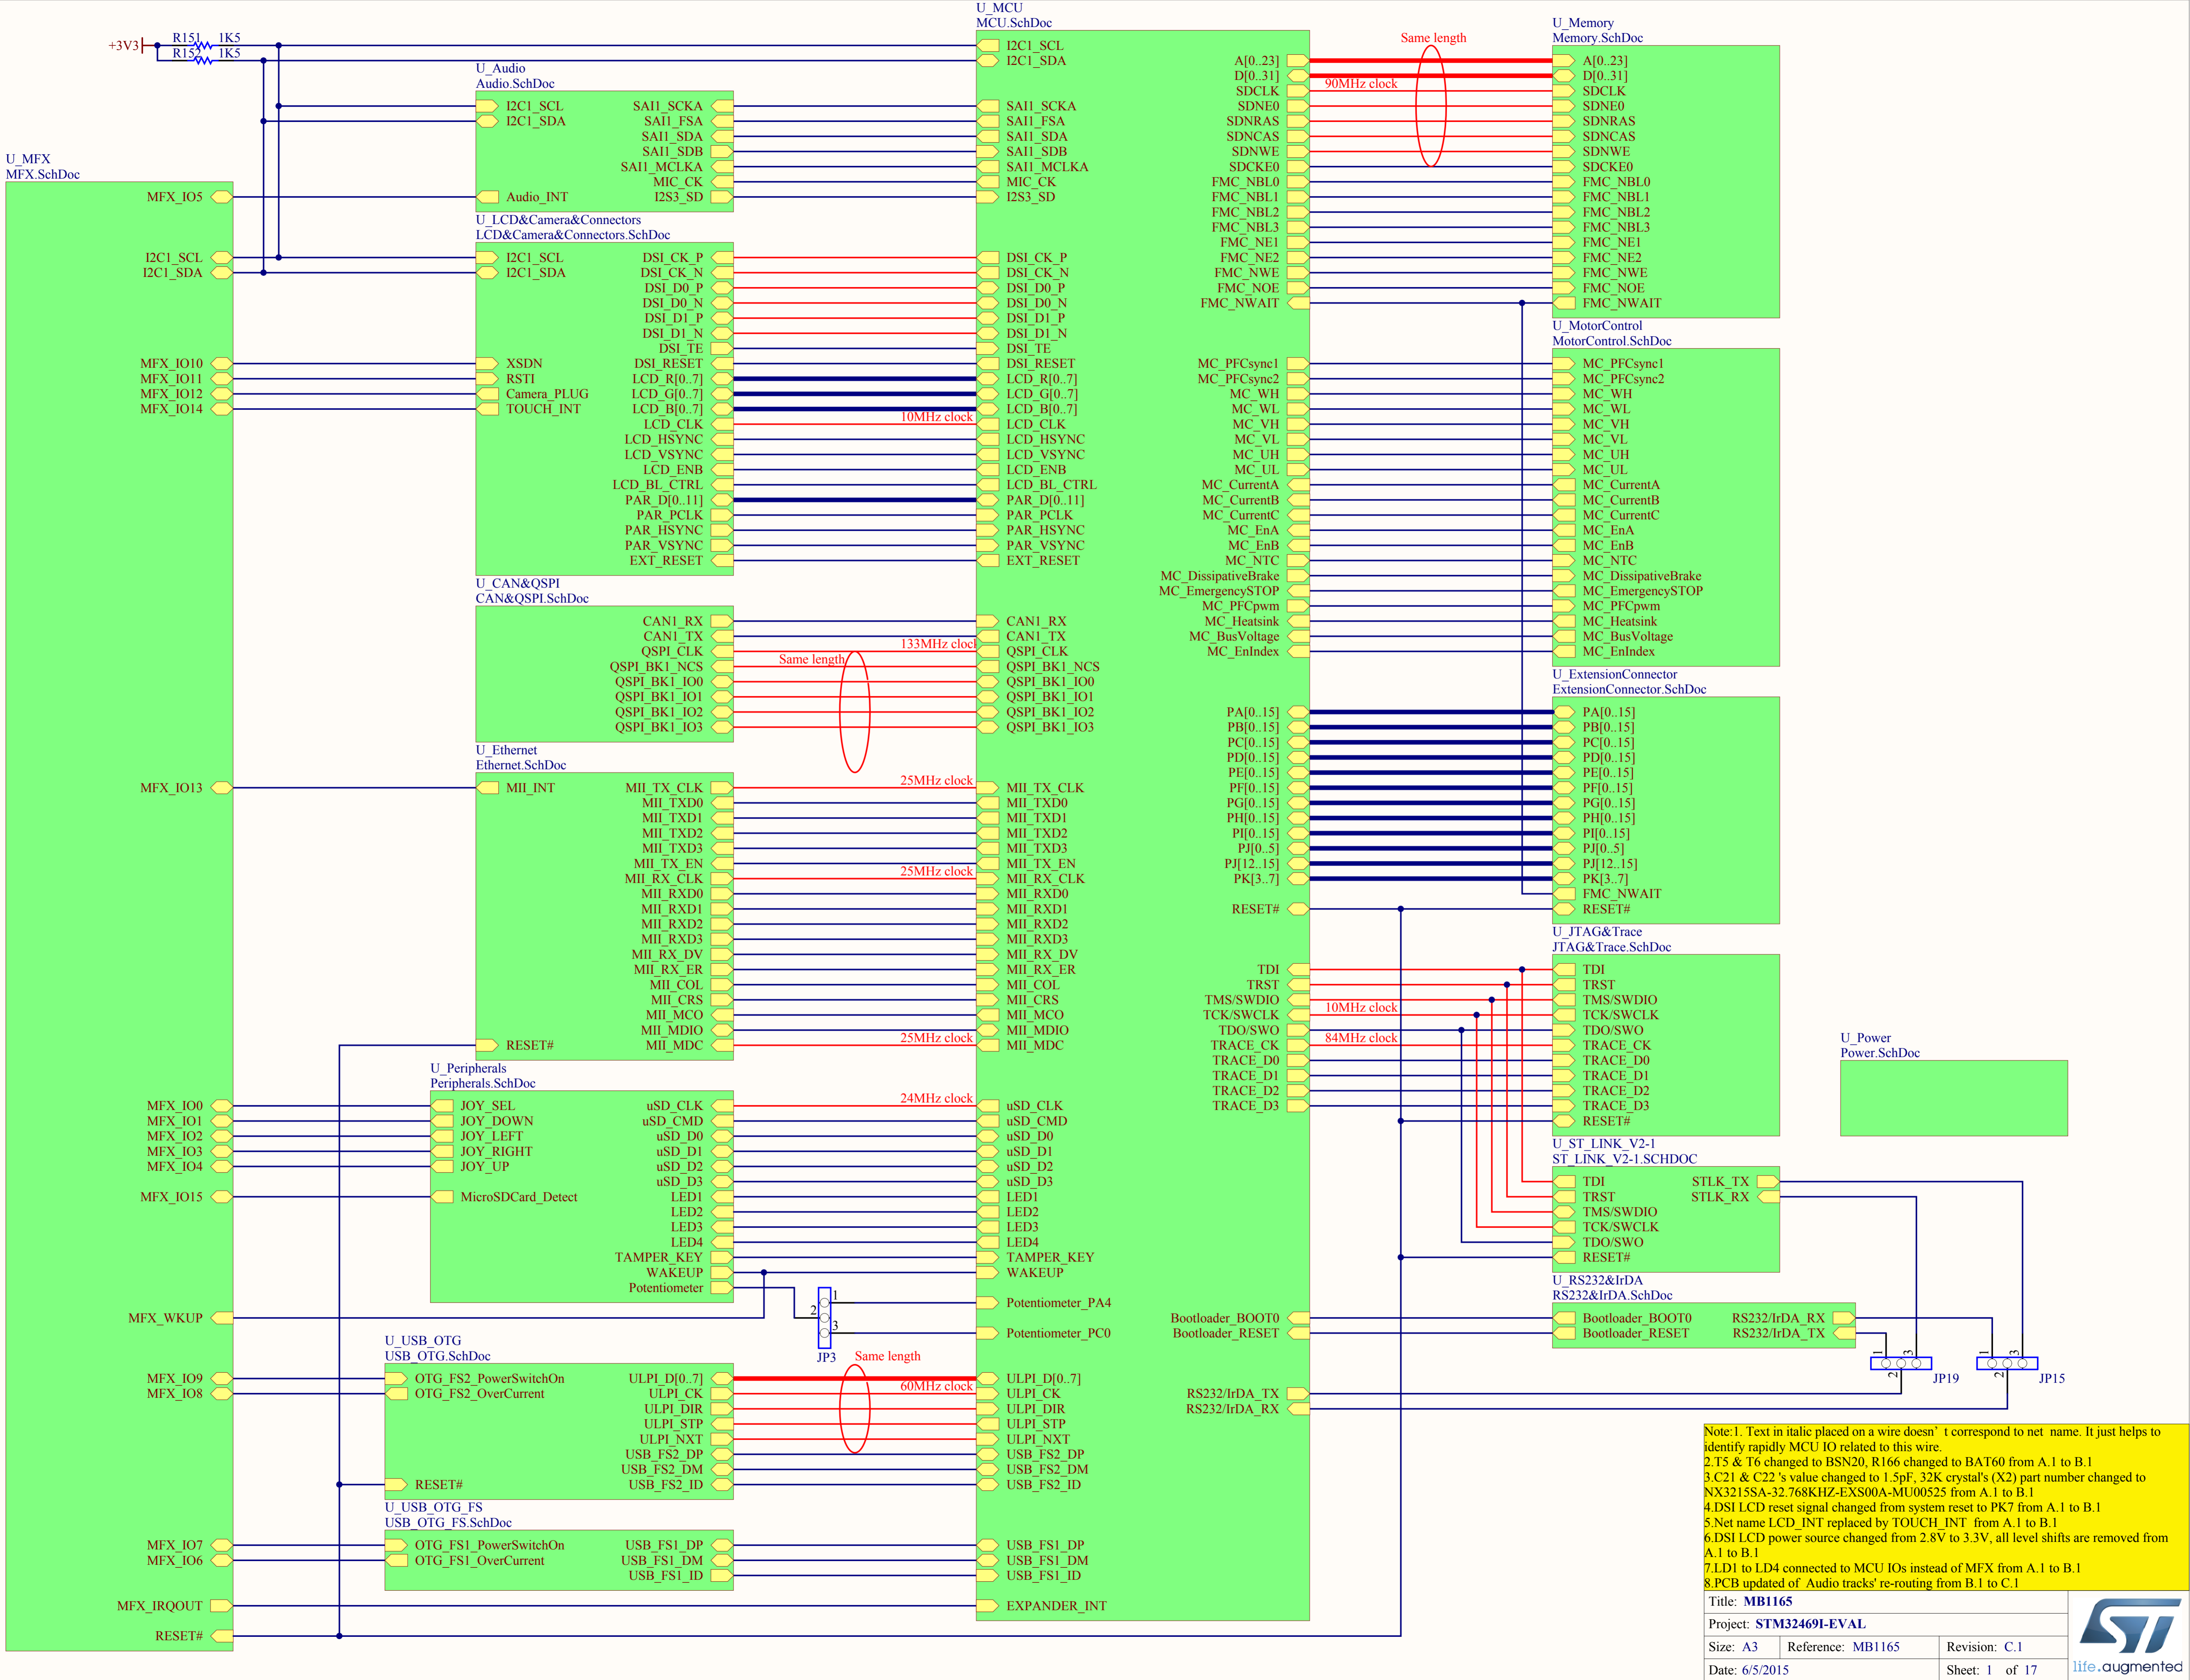 +3V3
R151 1K5
R152 1K5
U_MFX
MFX.SchDoc
MFX_IO5
I2C1_SCL
I2C1_SDA
MFX_IO10
MFX_IO11
MFX_IO12
MFX_IO14
MFX_IO13
MFX_IO0
MFX_IO1
MFX_IO2
MFX_IO3
MFX_IO4
MFX_IO15
MFX_WKUP
MFX_IO9
MFX_IO8
MFX_IO7
MFX_IO6
MFX_IRQOUT
RESET#
U_Audio
Audio.SchDoc
I2C1_SCL SAI1_SCKA
I2C1_SDA SAI1_FSA
SAI1_SDA
SAI1_SDB
SAI1_MCLKA
MIC_CK
Audio_INT I2S3_SD
U_LCD&Camera&Connectors
LCD&Camera&Connectors.SchDoc
I2C1_SCL DSI_CK_P
I2C1_SDA DSI_CK_N
DSI_D0_P
DSI_D0_N
DSI_D1_P
DSI_D1_N
DSI_TE
XSDN DSI_RESET
RSTI LCD_R[0..7]
Camera_PLUG LCD_G[0..7]
TOUCH_INT LCD_B[0..7]
LCD_CLK
LCD_HSYNC
LCD_VSYNC
LCD_ENB
LCD_BL_CTRL
PAR_D[0..11]
PAR_PCLK
PAR_HSYNC
PAR_VSYNC
EXT_RESET
10MHz clock
U_CAN&QSPI
CAN&QSPI.SchDoc
CAN1_RX
CAN1_TX
QSPI_CLK
QSPI_BK1_NCS
QSPI_BK1_IO0
QSPI_BK1_IO1
QSPI_BK1_IO2
QSPI_BK1_IO3
133MHz clock
Same length
U_Ethernet
Ethernet.SchDoc
MII_INT MII_TX_CLK
MII_TXD0
MII_TXD1
MII_TXD2
MII_TXD3
MII_TX_EN
MII_RX_CLK
MII_RXD0
MII_RXD1
MII_RXD2
MII_RXD3
MII_RX_DV
MII_RX_ER
MII_COL
MII_CRS
MII_MCO
MII_MDIO
RESET# MII_MDC
25MHz clock
25MHz clock
25MHz clock
U_Peripherals
Peripherals.SchDoc
JOY_SEL uSD_CLK
JOY_DOWN uSD_CMD
JOY_LEFT uSD_D0
JOY_RIGHT uSD_D1
JOY_UP uSD_D2
uSD_D3
MicroSDCard_Detect LED1
LED2
LED3
LED4
TAMPER_KEY
WAKEUP
Potentiometer
24MHz clock
1
2
3
JP3
U_USB_OTG
USB_OTG.SchDoc
OTG_FS2_PowerSwitchOn ULPI_D[0..7]
OTG_FS2_OverCurrent ULPI_CK
ULPI_DIR
ULPI_STP
ULPI_NXT
USB_FS2_DP
USB_FS2_DM
RESET# USB_FS2_ID
Same length
60MHz clock
U_USB_OTG_FS
USB_OTG_FS.SchDoc
OTG_FS1_PowerSwitchOn USB_FS1_DP
OTG_FS1_OverCurrent USB_FS1_DM
USB_FS1_ID
U_MCU
MCU.SchDoc
I2C1_SCL
I2C1_SDA
SAI1_SCKA
SAI1_FSA
SAI1_SDA
SAI1_SDB
SAI1_MCLKA
MIC_CK
I2S3_SD
DSI_CK_P
DSI_CK_N
DSI_D0_P
DSI_D0_N
DSI_D1_P
DSI_D1_N
DSI_TE
DSI_RESET
LCD_R[0..7]
LCD_G[0..7]
LCD_B[0..7]
LCD_CLK
LCD_HSYNC
LCD_VSYNC
LCD_ENB
LCD_BL_CTRL
PAR_D[0..11]
PAR_PCLK
PAR_HSYNC
PAR_VSYNC
EXT_RESET
CAN1_RX
CAN1_TX
QSPI_CLK
QSPI_BK1_NCS
QSPI_BK1_IO0
QSPI_BK1_IO1
QSPI_BK1_IO2
QSPI_BK1_IO3
MII_TX_CLK
MII_TXD0
MII_TXD1
MII_TXD2
MII_TXD3
MII_TX_EN
MII_RX_CLK
MII_RXD0
MII_RXD1
MII_RXD2
MII_RXD3
MII_RX_DV
MII_RX_ER
MII_COL
MII_CRS
MII_MCO
MII_MDIO
MII_MDC
uSD_CLK
uSD_CMD
uSD_D0
uSD_D1
uSD_D2
uSD_D3
LED1
LED2
LED3
LED4
TAMPER_KEY
WAKEUP
Potentiometer_PA4
Potentiometer_PC0
ULPI_D[0..7]
ULPI_CK
ULPI_DIR
ULPI_STP
ULPI_NXT
USB_FS2_DP
USB_FS2_DM
USB_FS2_ID
USB_FS1_DP
USB_FS1_DM
USB_FS1_ID
EXPANDER_INT
A[0..23]
D[0..31]
SDCLK
SDNE0
SDNRAS
SDNCAS
SDNWE
SDCKE0
FMC_NBL0
FMC_NBL1
FMC_NBL2
FMC_NBL3
FMC_NE1
FMC_NE2
FMC_NWE
FMC_NOE
FMC_NWAIT
MC_PFCsync1
MC_PFCsync2
MC_WH
MC_WL
MC_VH
MC_VL
MC_UH
MC_UL
MC_CurrentA
MC_CurrentB
MC_CurrentC
MC_EnA
MC_EnB
MC_NTC
MC_DissipativeBrake
MC_EmergencySTOP
MC_PFCpwm
MC_Heatsink
MC_BusVoltage
MC_EnIndex
PA[0..15]
PB[0..15]
PC[0..15]
PD[0..15]
PE[0..15]
PF[0..15]
PG[0..15]
PH[0..15]
PI[0..15]
PJ[0..5]
PJ[12..15]
PK[3..7]
RESET#
TDI
TRST
TMS/SWDIO
TCK/SWCLK
TDO/SWO
TRACE_CK
TRACE_D0
TRACE_D1
TRACE_D2
TRACE_D3
Bootloader_BOOT0
Bootloader_RESET
RS232/IrDA_TX
RS232/IrDA_RX
Same length
90MHz clock
10MHz clock
84MHz clock
U_Memory
Memory.SchDoc
A[0..23]
D[0..31]
SDCLK
SDNE0
SDNRAS
SDNCAS
SDNWE
SDCKE0
FMC_NBL0
FMC_NBL1
FMC_NBL2
FMC_NBL3
FMC_NE1
FMC_NE2
FMC_NWE
FMC_NOE
FMC_NWAIT
U_MotorControl
MotorControl.SchDoc
MC_PFCsync1
MC_PFCsync2
MC_WH
MC_WL
MC_VH
MC_VL
MC_UH
MC_UL
MC_CurrentA
MC_CurrentB
MC_CurrentC
MC_EnA
MC_EnB
MC_NTC
MC_DissipativeBrake
MC_EmergencySTOP
MC_PFCpwm
MC_Heatsink
MC_BusVoltage
MC_EnIndex
U_ExtensionConnector
ExtensionConnector.SchDoc
PA[0..15]
PB[0..15]
PC[0..15]
PD[0..15]
PE[0..15]
PF[0..15]
PG[0..15]
PH[0..15]
PI[0..15]
PJ[0..5]
PJ[12..15]
PK[3..7]
FMC_NWAIT
RESET#
U_JTAG&Trace
JTAG&Trace.SchDoc
TDI
TRST
TMS/SWDIO
TCK/SWCLK
TDO/SWO
TRACE_CK
TRACE_D0
TRACE_D1
TRACE_D2
TRACE_D3
RESET#
U_ST_LINK_V2-1
ST_LINK_V2-1.SCHDOC
TDI STLK_TX
TRST STLK_RX
TMS/SWDIO
TCK/SWCLK
TDO/SWO
RESET#
U_RS232&IrDA
RS232&IrDA.SchDoc
Bootloader_BOOT0 RS232/IrDA_RX
Bootloader_RESET RS232/IrDA_TX
1 3
2
JP19
1 3
2
JP15
U_Power
Power.SchDoc
Note:1. Text in italic placed on a wire doesn’ t correspond to net name. It just helps to
identify rapidly MCU IO related to this wire.
2.T5 & T6 changed to BSN20, R166 changed to BAT60 from A.1 to B.1
3.C21 & C22 's value changed to 1.5pF, 32K crystal's (X2) part number changed to
NX3215SA-32.768KHZ-EXS00A-MU00525 from A.1 to B.1
4.DSI LCD reset signal changed from system reset to PK7 from A.1 to B.1
5.Net name LCD_INT replaced by TOUCH_INT from A.1 to B.1
6.DSI LCD power source changed from 2.8V to 3.3V, all level shifts are removed from
A.1 to B.1
7.LD1 to LD4 connected to MCU IOs instead of MFX from A.1 to B.1
8.PCB updated of Audio tracks' re-routing from B.1 to C.1
Title: MB1165
Project: STM32469I-EVAL
Size: A3 Reference: MB1165 Revision: C.1
Date: 6/5/2015 Sheet: 1 of 17
ST
life.augmented